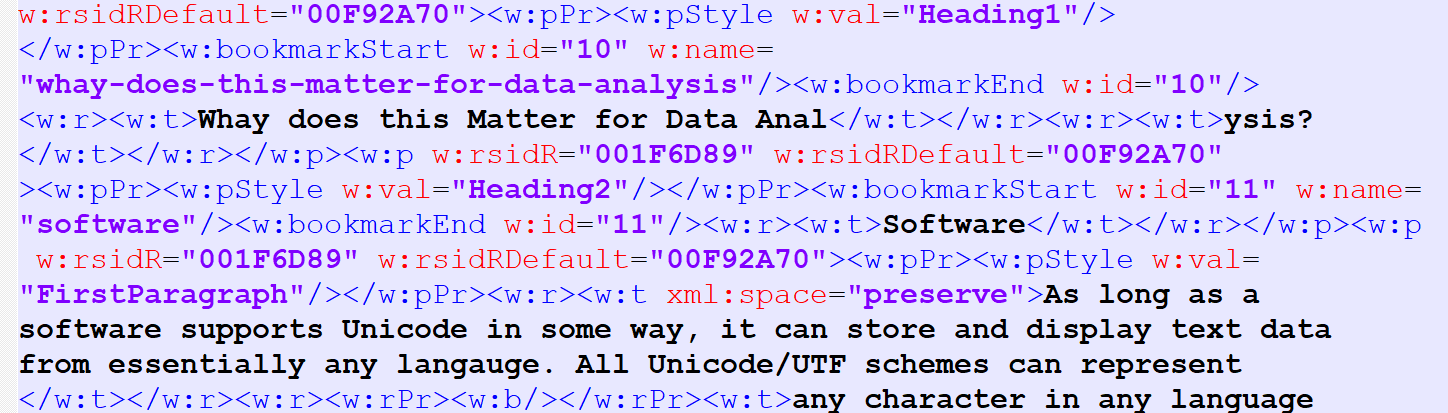 w:rsidRDefault="00F92A70"><w:pPr><w:pStyle w:val="Heading1"/>
</w:pPr><w:bookmarkStart w:id="10" w:name=
"whay-does-this-matter-for-data-analysis"/><w:bookmarkEnd w:id="10"/>
<w:r><w:t>Whay does this Matter for Data Anal</w:t></w:r><w:r><w:t>ysis?
</w:t></w:r></w:p><w:p w:rsidR="001F6D89" w:rsidRDefault="00F92A70"
><w:pPr><w:pStyle w:val="Heading2"/></w:pPr><w:bookmarkStart w:id="11" w:name=
"software"/><w:bookmarkEnd w:id="11"/><w:r><w:t>Software</w:t></w:r></w:p><w:p
w:rsidR="001F6D89" w:rsidRDefault="00F92A70"><w:pPr><w:pStyle w:val=
"FirstParagraph"/></w:pPr><w:r><w:t xml:space="preserve">As long as a
software supports Unicode in some way, it can store and display text data
from essentially any langauge. All Unicode/UTF schemes can represent
</w:t></w:r><w:r><w:rPr><w:b/></w:rPr><w:t>any character in any language